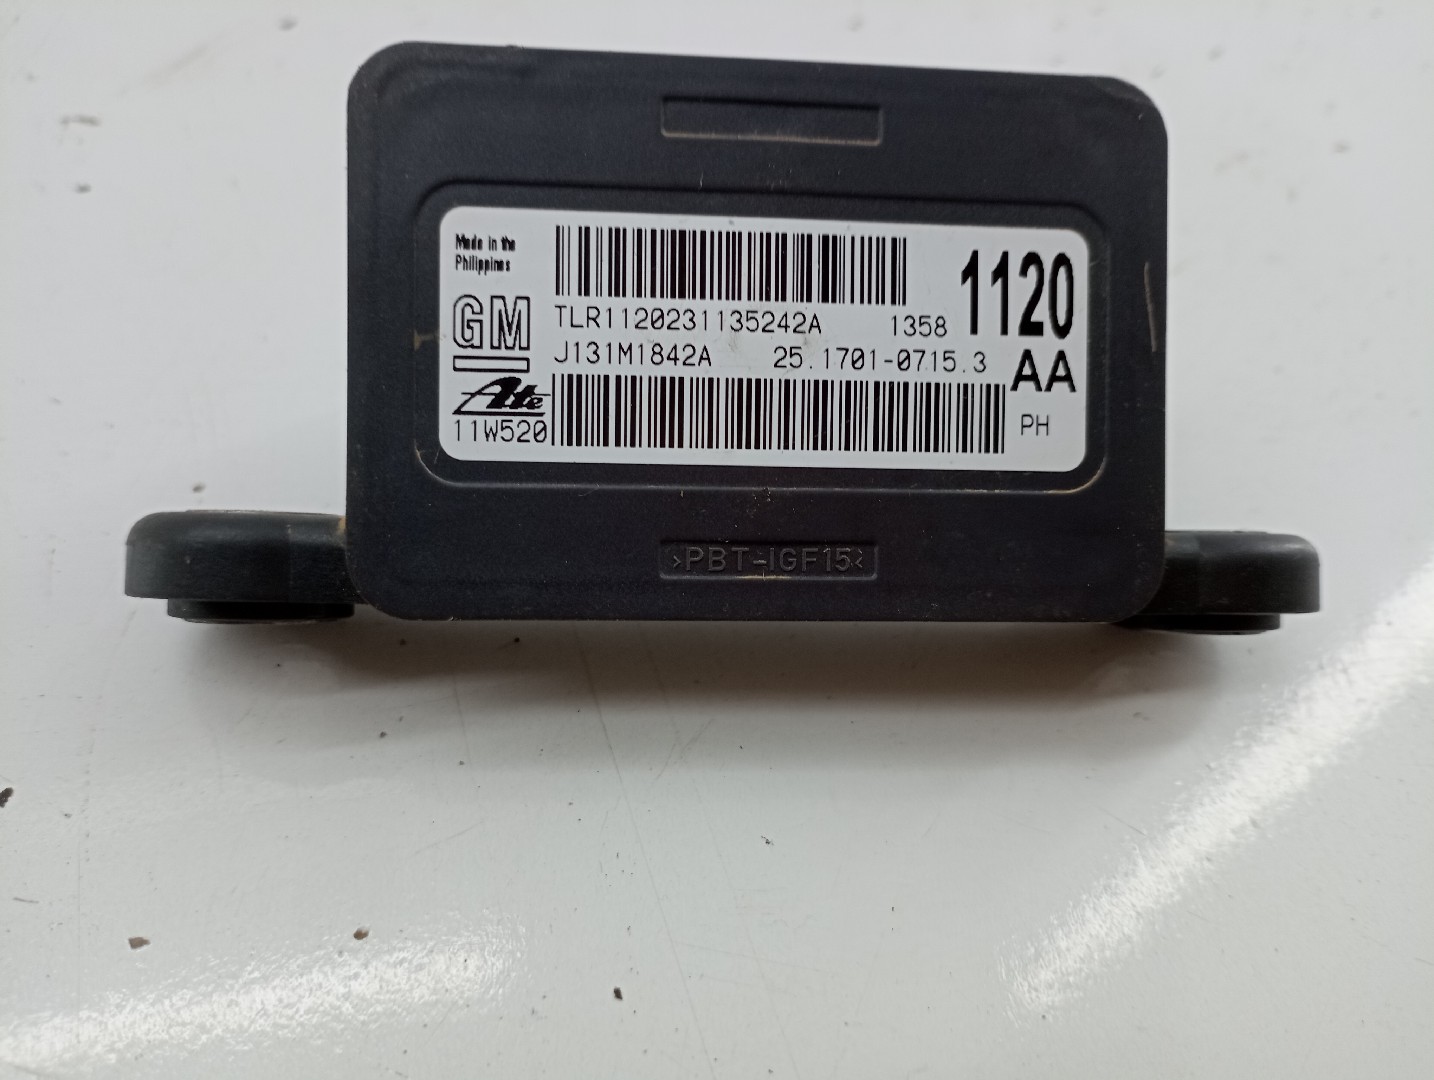 Made in the
Philippines
GM
TLR1120231135242A 1358
1120
J131M1842A 25.1701-0715.3
AA
Ate
11W520
PH
>PBT-IGF15<